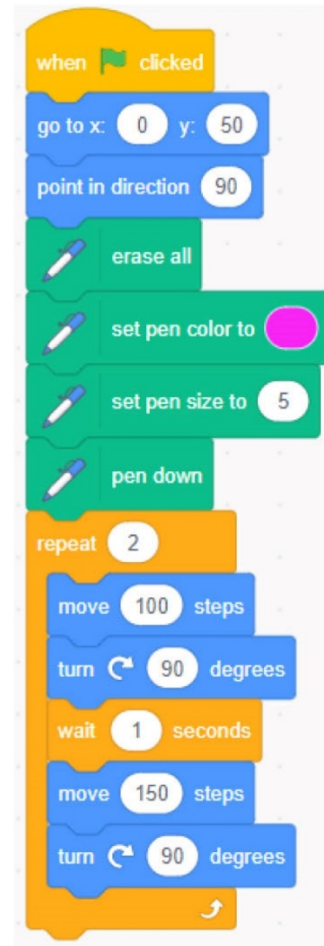 when clicked
go to x: 0 y: 50
point in direction 90
erase all
set pen color to
set pen size to 5
pen down
repeat 2
move 100 steps
turn 90 degrees
wait 1 seconds
move 150 steps
turn 90 degrees